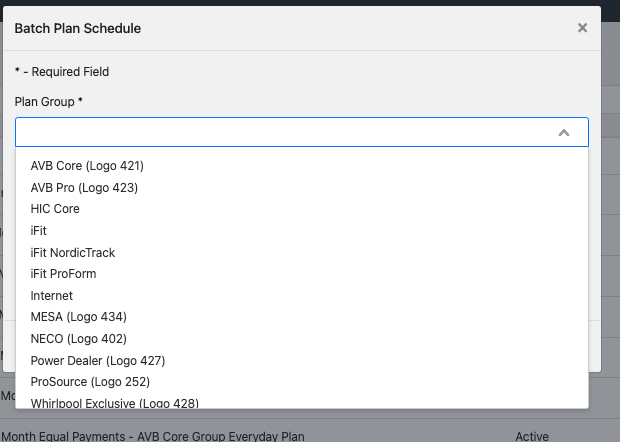 Batch Plan Schedule
* - Required Field
Plan Group *
AVB Core (Logo 421)
AVB Pro (Logo 423)
HIC Core
iFit
iFit NordicTrack
iFit ProForm
Internet
MESA (Logo 434)
NECO (Logo 402)
Power Dealer (Logo 427)
ProSource (Logo 252)
Whirlpool Exclusive (Logo 428)
Month Equal Payments - AVB Core Group Everyday Plan Active